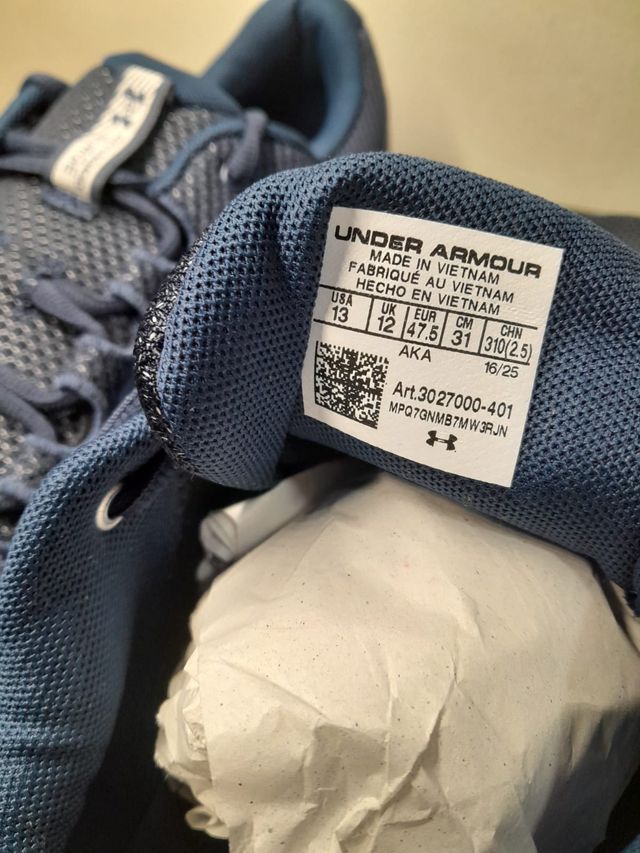 UNDER ARMOUR
MADE IN VIETNAM
FABRIQUÉ AU VIETNAM
HECHO EN VIETNAM
USA UK EUR CM CHN
13 12 47.5 31 310(2.5)
AKA 16/25
Art.3027000-401
MPQ7GNMB7MW3RJN